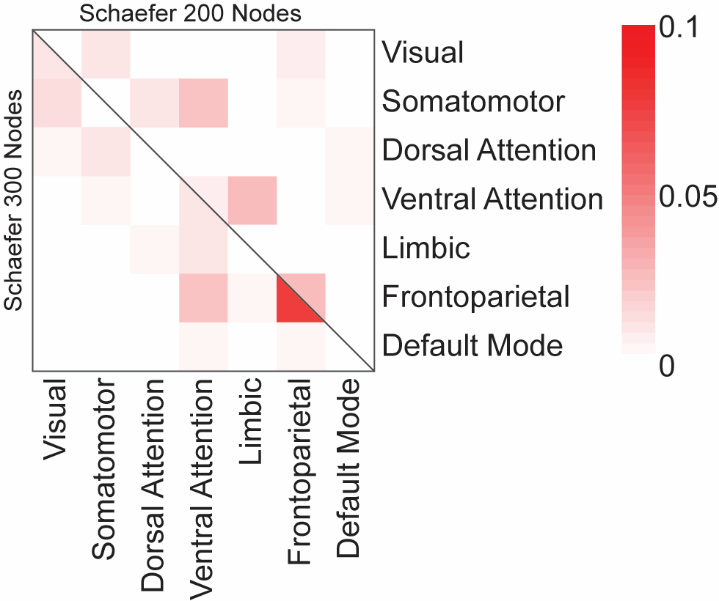 Schaefer 200 Nodes
Schaefer 300 Nodes
Visual
Somatomotor
Dorsal Attention
Ventral Attention
Limbic
Frontoparietal
Default Mode
0.1
0.05
0
Visual
Somatomotor
Dorsal Attention
Ventral Attention
Limbic
Frontoparietal
Default Mode